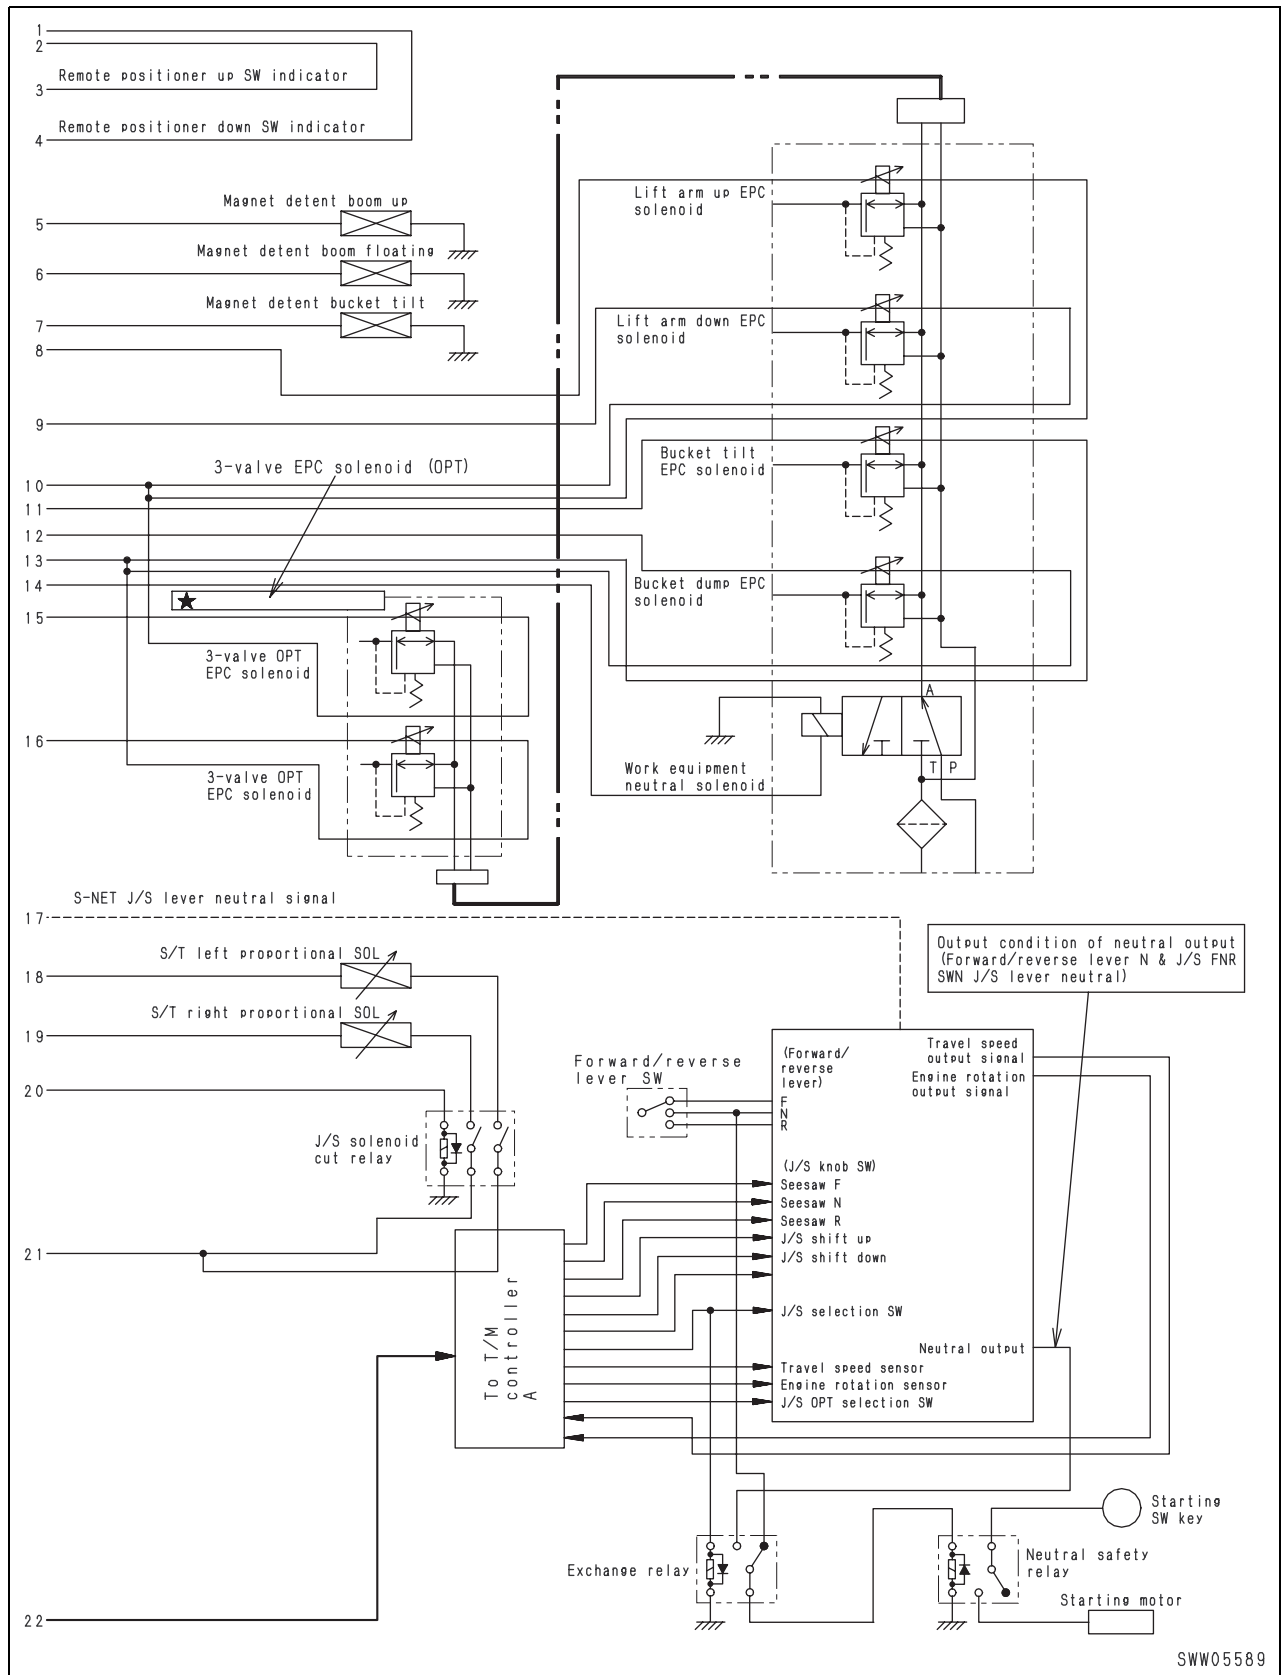 1
2
Remote positioner up SW indicator
3
Remote positioner down SW indicator
4
Magnet detent boom up
5
Magnet detent boom floating
6
Magnet detent bucket tilt
7
8
9
Lift arm up EPC
solenoid
Lift arm down EPC
solenoid
3-valve EPC solenoid (OPT)
Bucket tilt
EPC solenoid
10
11
12
13
14
Bucket dump EPC
solenoid
★
15
3-valve OPT
EPC solenoid
16
3-valve OPT
EPC solenoid
A
T P
Work equipment
neutral solenoid
S-NET J/S lever neutral signal
17
S/T left proportional SOL
18
S/T right proportional SOL
19
20
J/S solenoid
cut relay
21
22
Output condition of neutral output
(Forward/reverse lever N & J/S FNR
SWN J/S lever neutral)
Forward/reverse
lever SW
(Forward/
reverse
lever)
F
N
R
Travel speed
output signal
Engine rotation
output signal
(J/S knob SW)
Seesaw F
Seesaw N
Seesaw R
J/S shift up
J/S shift down
J/S selection SW
Neutral output
Travel speed sensor
Engine rotation sensor
J/S OPT selection SW
To T/M
controller
A
Starting
SW key
Exchange relay
Neutral safety
relay
Starting motor
SWW05589